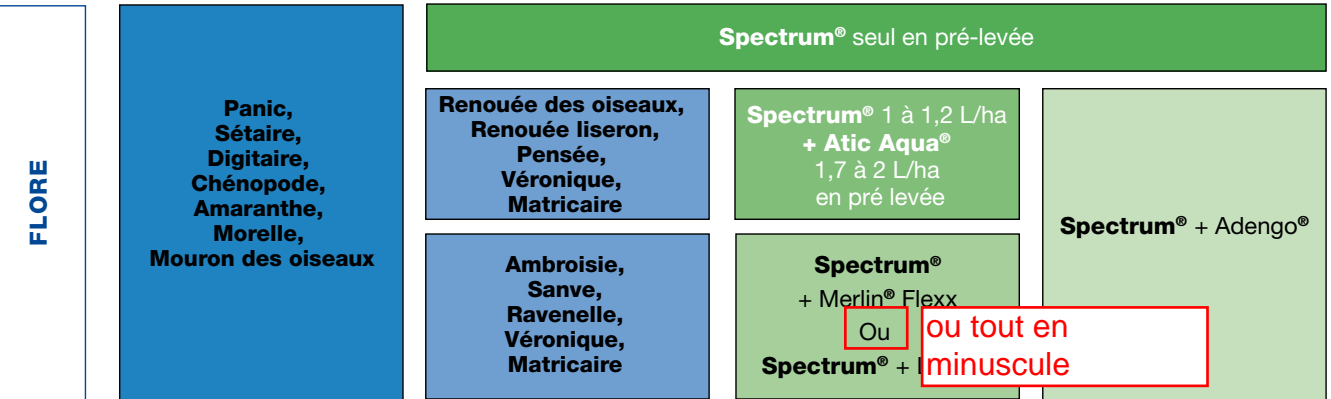 FLORE
Panic,
Sétaire,
Digitaire,
Chénopode,
Amaranthe,
Morelle,
Mouron des oiseaux
Spectrum® seul en pré-levée
Renouée des oiseaux,
Renouée liseron,
Pensée,
Véronique,
Matricaire
Spectrum® 1 à 1,2 L/ha
+ Atic Aqua®
1,7 à 2 L/ha
en pré levée
Ambroisie,
Sanve,
Ravenelle,
Véronique,
Matricaire
Spectrum®
+ Merlin® Flexx
Ou
Spectrum® +
ou tout en
minuscule
Spectrum® + Adengo®